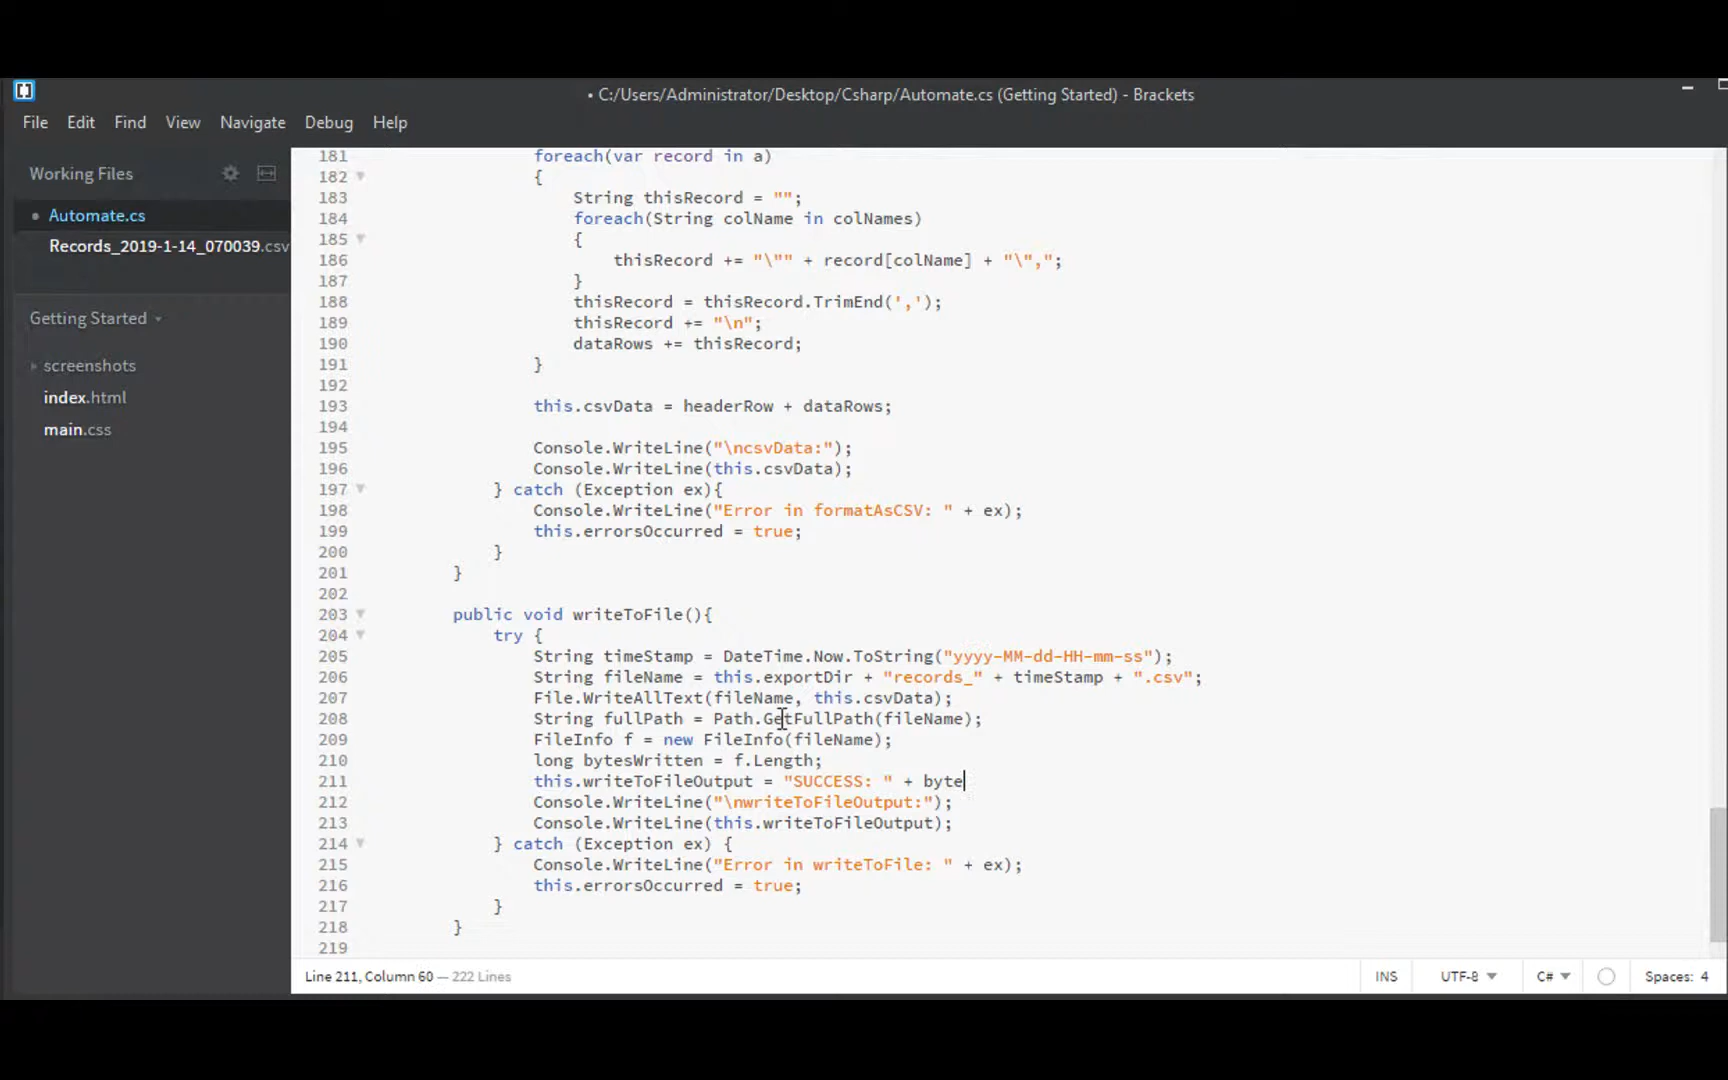 • C:/Users/Administrator/Desktop/Csharp/Automate.cs (Getting Started) - Brackets
File Edit Find View Navigate Debug Help
Working Files
Automate.cs
Records_2019-1-14_070039.csv
Getting Started
screenshots
index.html
main.css
181 foreach(var record in a)
182 {
183 String thisRecord = "";
184 foreach(String colName in colNames)
185 {
186 thisRecord += "\"" + record[colName] + "\",";
187 }
188 thisRecord = thisRecord.TrimEnd(',');
189 thisRecord += "\n";
190 dataRows += thisRecord;
191 }
192
193 this.csvData = headerRow + dataRows;
194
195 Console.WriteLine("\ncsvData:");
196 Console.WriteLine(this.csvData);
197 } catch (Exception ex){
198 Console.WriteLine("Error in formatAsCSV: " + ex);
199 this.errorsOccurred = true;
200 }
201 }
202
203 public void writeToFile(){
204 try {
205 String timeStamp = DateTime.Now.ToString("yyyy-MM-dd-HH-mm-ss");
206 String fileName = this.exportDir + "records_" + timeStamp + ".csv";
207 File.WriteAllText(fileName, this.csvData);
208 String fullPath = Path.GetFullPath(fileName);
209 FileInfo f = new FileInfo(fileName);
210 long bytesWritten = f.Length;
211 this.writeToFileOutput = "SUCCESS: " + byte
212 Console.WriteLine("\nwriteToFileOutput:");
213 Console.WriteLine(this.writeToFileOutput);
214 } catch (Exception ex) {
215 Console.WriteLine("Error in writeToFile: " + ex);
216 this.errorsOccurred = true;
217 }
218 }
219
Line 211, Column 60 — 222 Lines INS UTF-8 C# Spaces: 4